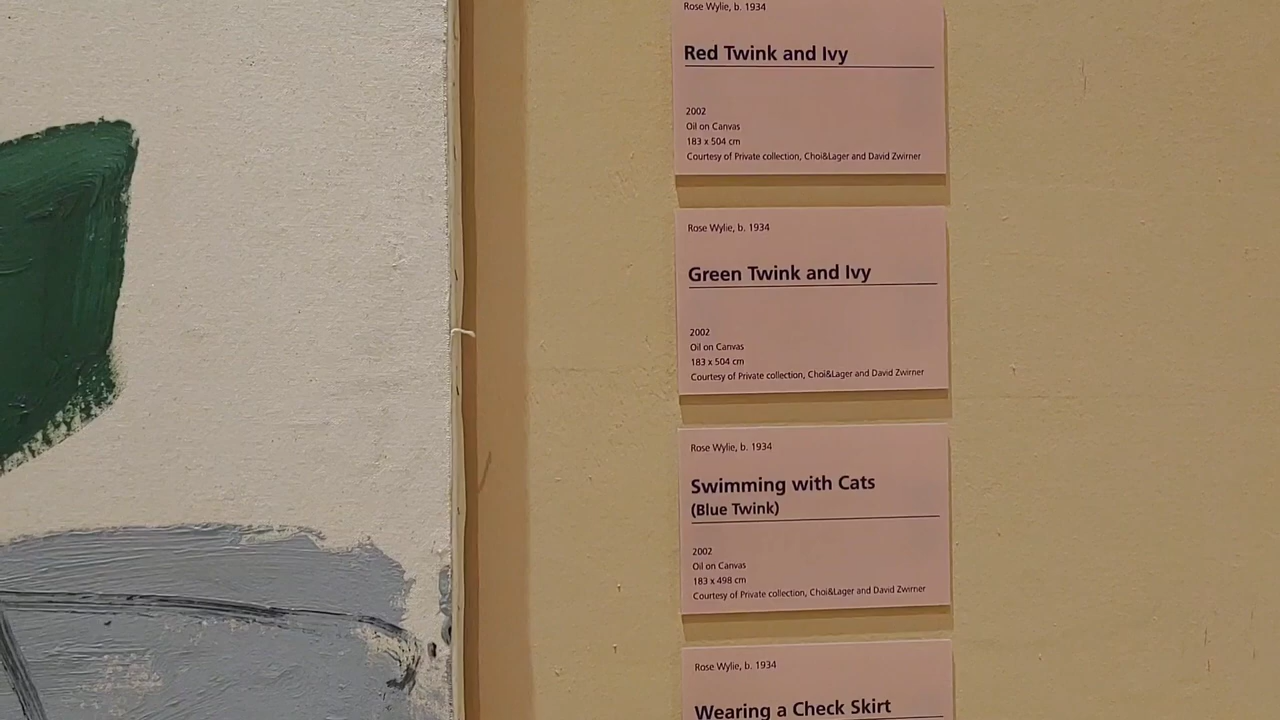 Rose Wylie, b. 1934
Red Twink and Ivy
2002
Oil on Canvas
183 x 504 cm
Courtesy of Private collection, Choi&Lager and David Zwirner
Rose Wylie, b. 1934
Green Twink and Ivy
2002
Oil on Canvas
183 x 504 cm
Courtesy of Private collection, Choi&Lager and David Zwirner
Rose Wylie, b. 1934
Swimming with Cats
(Blue Twink)
2002
Oil on Canvas
183 x 498 cm
Courtesy of Private collection, Choi&Lager and David Zwirner
Rose Wylie, b. 1934
Wearing a Check Skirt